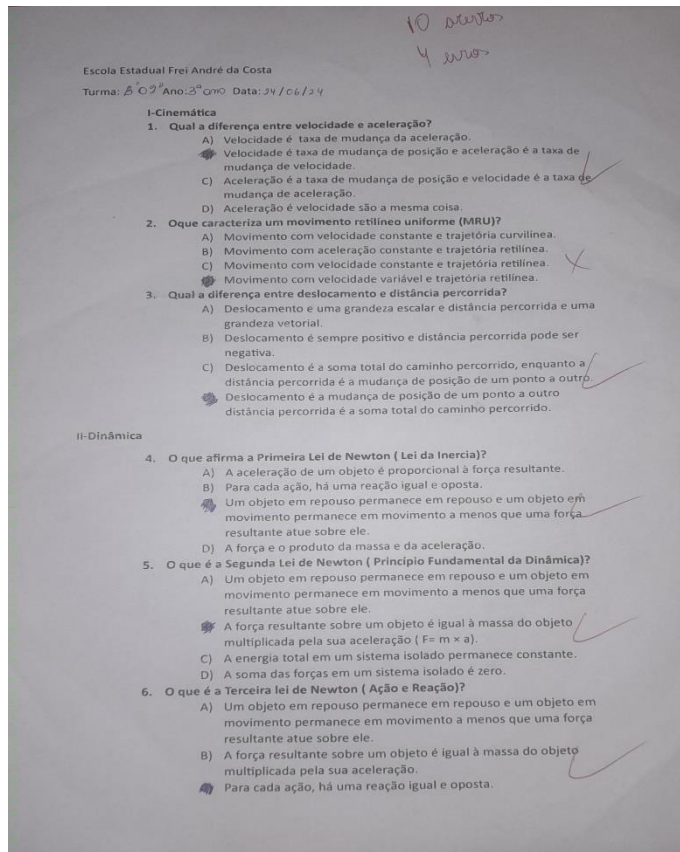 10 acertos
4 erros
Escola Estadual Frei André da Costa
Turma: B 09 Ano:3° ano Data:24/06/24
I-Cinemática
1. Qual a diferença entre velocidade e aceleração?
A) Velocidade é taxa de mudança da aceleração.
Velocidade é taxa de mudança de posição e aceleração é a taxa de
mudança de velocidade.
C) Aceleração é a taxa de mudança de posição e velocidade é a taxa de
mudança de aceleração.
D) Aceleração é velocidade são a mesma coisa.
2. Oque caracteriza um movimento retilíneo uniforme (MRU)?
A) Movimento com velocidade constante e trajetória curvilínea.
B) Movimento com aceleração constante e trajetória retilínea.
C) Movimento com velocidade constante e trajetória retilínea.
Movimento com velocidade variável e trajetória retilínea.
3. Qual a diferença entre deslocamento e distância percorrida?
A) Deslocamento e uma grandeza escalar e distância percorrida e uma
grandeza vetorial.
B) Deslocamento é sempre positivo e distância percorrida pode ser
negativa.
C) Deslocamento é a soma total do caminho percorrido, enquanto a
distância percorrida é a mudança de posição de um ponto a outro.
Deslocamento é a mudança de posição de um ponto a outro
distância percorrida é a soma total do caminho percorrido.
II-Dinâmica
4. O que afirma a Primeira Lei de Newton ( Lei da Inercia)?
A) A aceleração de um objeto é proporcional à força resultante.
B) Para cada ação, há uma reação igual e oposta.
Um objeto em repouso permanece em repouso e um objeto em
movimento permanece em movimento a menos que uma força
resultante atue sobre ele.
D) A força e o produto da massa e da aceleração.
5. O que é a Segunda Lei de Newton ( Princípio Fundamental da Dinâmica)?
A) Um objeto em repouso permanece em repouso e um objeto em
movimento permanece em movimento a menos que uma força
resultante atue sobre ele.
A força resultante sobre um objeto é igual à massa do objeto
multiplicada pela sua aceleração ( F= m × a).
C) A energia total em um sistema isolado permanece constante.
D) A soma das forças em um sistema isolado é zero.
6. O que é a Terceira lei de Newton ( Ação e Reação)?
A) Um objeto em repouso permanece em repouso e um objeto em
movimento permanece em movimento a menos que uma força
resultante atue sobre ele.
B) A força resultante sobre um objeto é igual à massa do objeto
multiplicada pela sua aceleração.
Para cada ação, há uma reação igual e oposta.